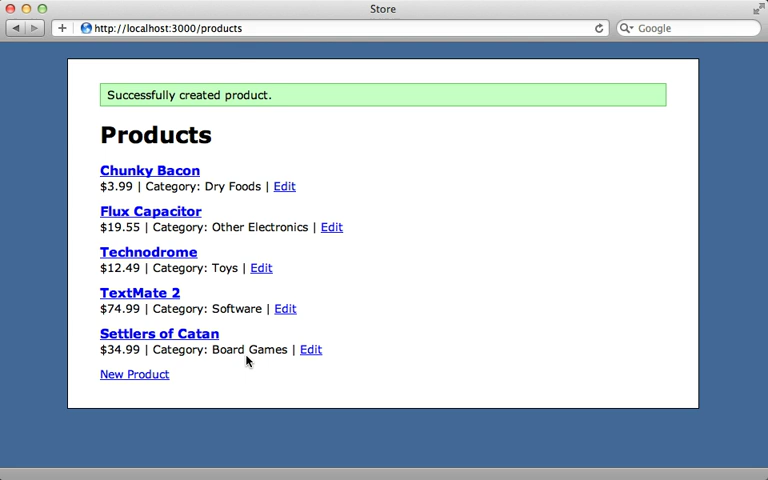 Store
http://localhost:3000/products
Google
Successfully created product.
Products
Chunky Bacon
$3.99 | Category: Dry Foods | Edit
Flux Capacitor
$19.55 | Category: Other Electronics | Edit
Technodrome
$12.49 | Category: Toys | Edit
TextMate 2
$74.99 | Category: Software | Edit
Settlers of Catan
$34.99 | Category: Board Games | Edit
New Product